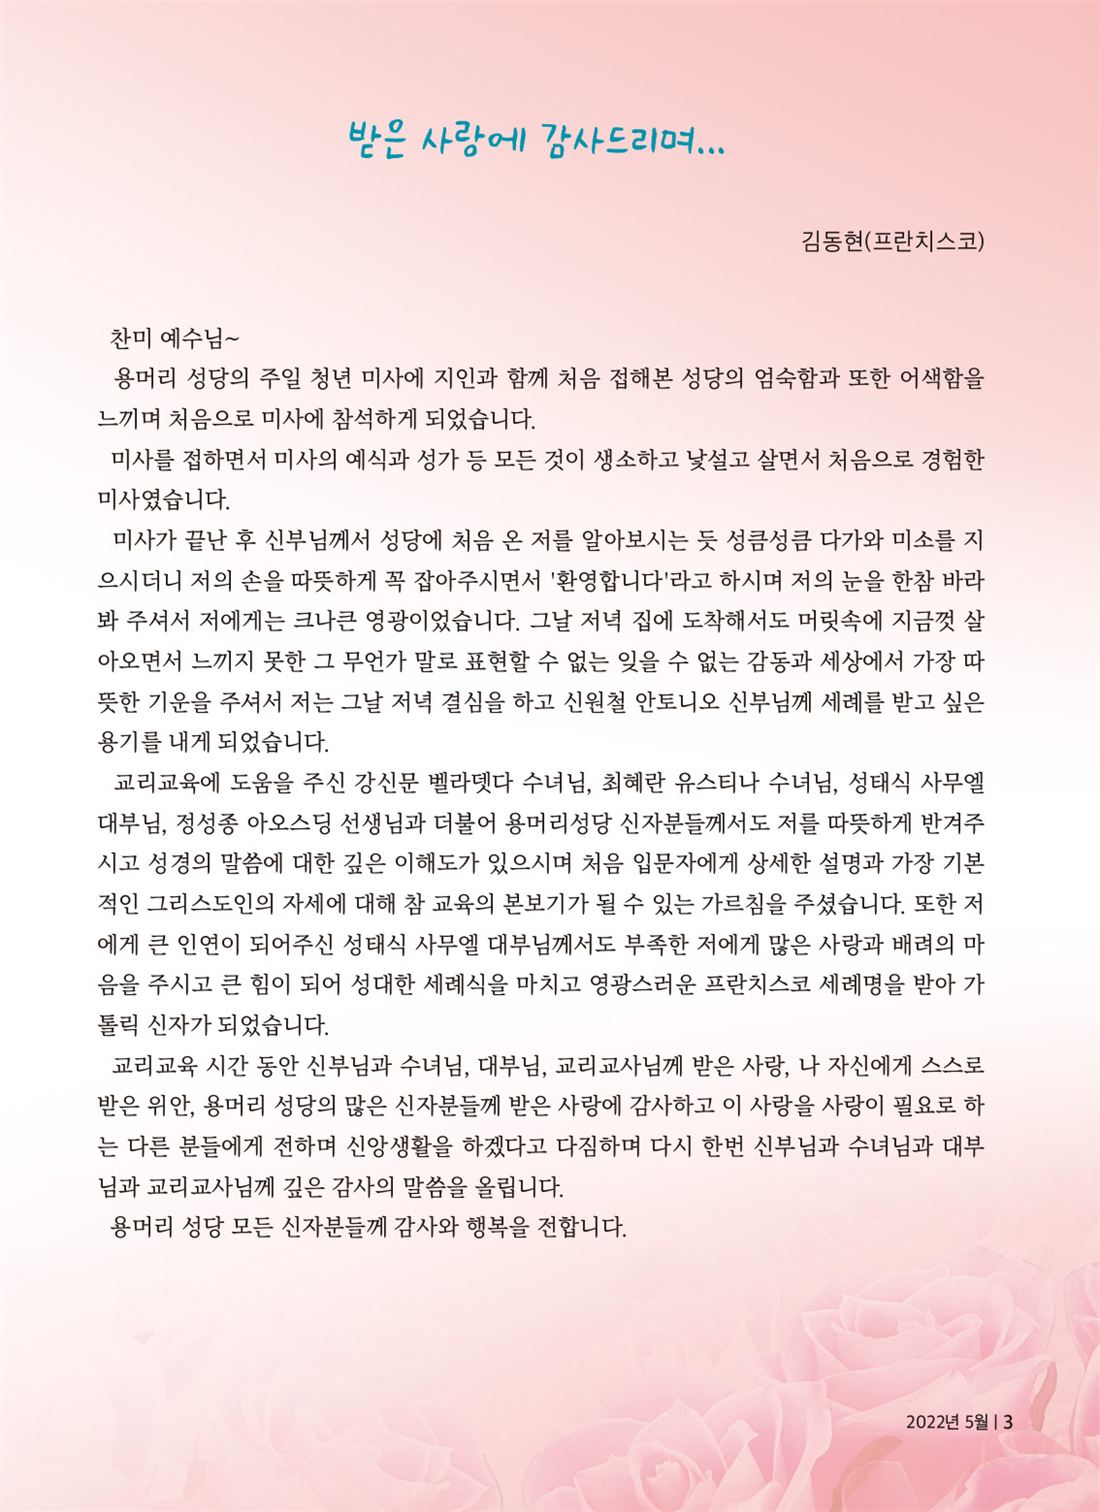 받은 사랑에 감사드리며...
김동현(프란치스코)
찬미 예수님~
용머리 성당의 주일 청년 미사에 지인과 함께 처음 접해본 성당의 엄숙함과 또한 어색함을
느끼며 처음으로 미사에 참석하게 되었습니다.
미사를 접하면서 미사의 예식과 성가 등 모든 것이 생소하고 낯설고 살면서 처음으로 경험한
미사였습니다.
미사가 끝난 후 신부님께서 성당에 처음 온 저를 알아보시는 듯 성큼성큼 다가와 미소를 지
으시더니 저의 손을 따뜻하게 꼭 잡아주시면서 '환영합니다'라고 하시며 저의 눈을 한참 바라
봐 주셔서 저에게는 크나큰 영광이었습니다. 그날 저녁 집에 도착해서도 머릿속에 지금껏 살
아오면서 느끼지 못한 그 무언가 말로 표현할 수 없는 잊을 수 없는 감동과 세상에서 가장 따
뜻한 기운을 주셔서 저는 그날 저녁 결심을 하고 신원철 안토니오 신부님께 세례를 받고 싶은
용기를 내게 되었습니다.
교리교육에 도움을 주신 강신문 벨라뎃다 수녀님, 최혜란 유스티나 수녀님, 성태식 사무엘
대부님, 정성종 아오스딩 선생님과 더불어 용머리성당 신자분들께서도 저를 따뜻하게 반겨주
시고 성경의 말씀에 대한 깊은 이해도가 있으시며 처음 입문자에게 상세한 설명과 가장 기본
적인 그리스도인의 자세에 대해 참 교육의 본보기가 될 수 있는 가르침을 주셨습니다. 또한 저
에게 큰 인연이 되어주신 성태식 사무엘 대부님께서도 부족한 저에게 많은 사랑과 배려의 마
음을 주시고 큰 힘이 되어 성대한 세례식을 마치고 영광스러운 프란치스코 세례명을 받아 가
톨릭 신자가 되었습니다.
교리교육 시간 동안 신부님과 수녀님, 대부님, 교리교사님께 받은 사랑, 나 자신에게 스스로
받은 위안, 용머리 성당의 많은 신자분들께 받은 사랑에 감사하고 이 사랑을 사랑이 필요로 하
는 다른 분들에게 전하며 신앙생활을 하겠다고 다짐하며 다시 한번 신부님과 수녀님과 대부
님과 교리교사님께 깊은 감사의 말씀을 올립니다.
용머리 성당 모든 신자분들께 감사와 행복을 전합니다.
2022년 5월 | 3